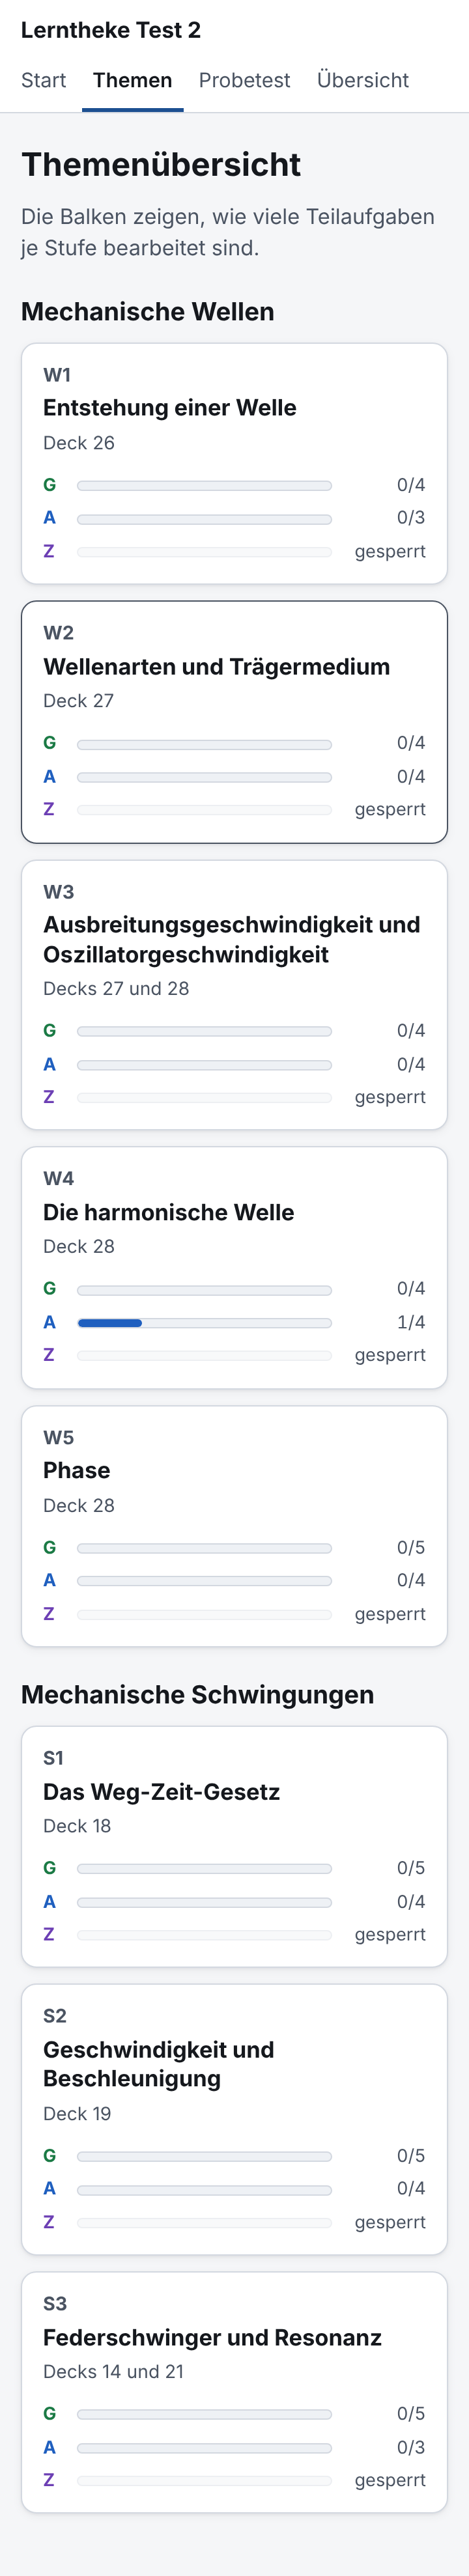 Lerntheke Test 2
Start Themen Probetest Übersicht
Themenübersicht
Die Balken zeigen, wie viele Teilaufgaben
je Stufe bearbeitet sind.
Mechanische Wellen
W1
Entstehung einer Welle
Deck 26
G 0/4
A 0/3
Z gesperrt
W2
Wellenarten und Trägermedium
Deck 27
G 0/4
A 0/4
Z gesperrt
W3
Ausbreitungsgeschwindigkeit und
Oszillatorgeschwindigkeit
Decks 27 und 28
G 0/4
A 0/4
Z gesperrt
W4
Die harmonische Welle
Deck 28
G 0/4
A 1/4
Z gesperrt
W5
Phase
Deck 28
G 0/5
A 0/4
Z gesperrt
Mechanische Schwingungen
S1
Das Weg-Zeit-Gesetz
Deck 18
G 0/5
A 0/4
Z gesperrt
S2
Geschwindigkeit und
Beschleunigung
Deck 19
G 0/5
A 0/4
Z gesperrt
S3
Federschwinger und Resonanz
Decks 14 und 21
G 0/5
A 0/3
Z gesperrt